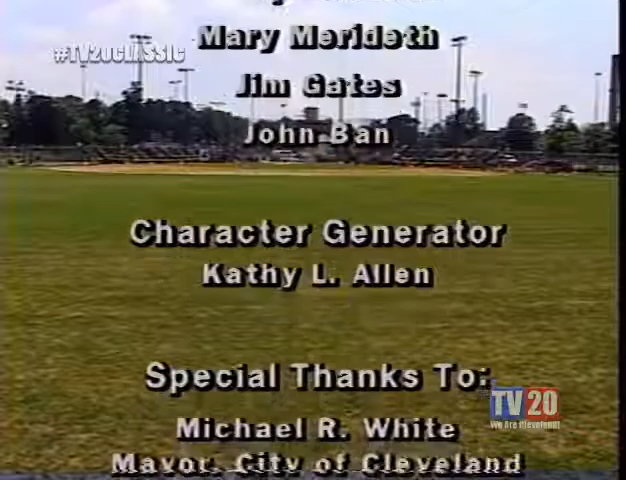 Mary Merideth
#TV20CLASSIC
Jim Gates
John Ban
Character Generator
Kathy L. Allen
Special Thanks To:
TV20
We Are Cleveland!
Michael R. White
Mayor, City of Cleveland